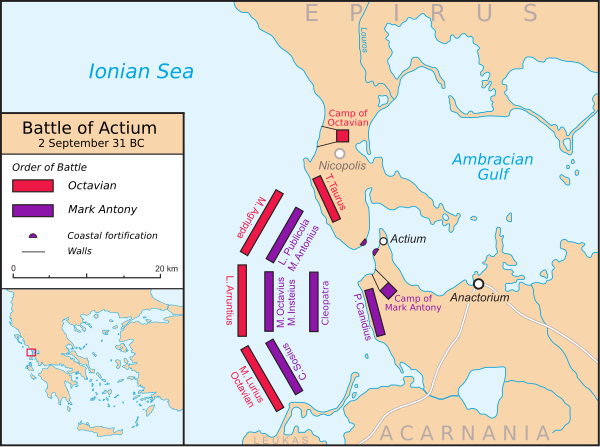 EPIRUS
Louros
Ionian Sea
Camp of
Octavian
Battle of Actium
2 September 31 BC
Order of Battle
Octavian
Mark Antony
Coastal fortification
Walls
0
20 km
Nicopolis
Ambracian
Gulf
T. Taurus
M. Agrippa
L. Publicola
M. Antonius
Actium
L. Arruntius
M. Octavius
M. Insteius
Cleopatra
P. Canidius
Camp of
Mark Antony
Anactorium
M. Lurius
Octavian
C. Sosius
LEUKAS
ACARNANIA